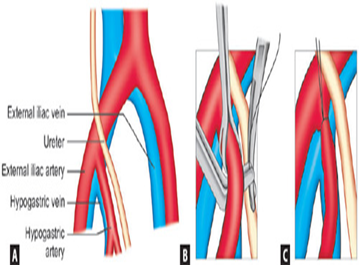 External iliac vein
Ureter
External iliac artery
Hypogastric vein
Hypogastric
artery
A
B
C